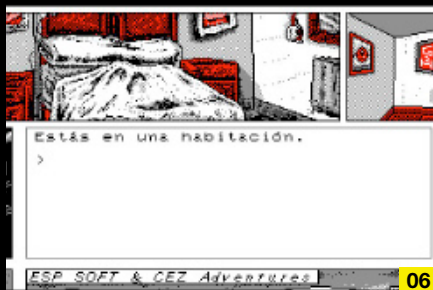 Estás en una habitación.
>
ESP SOFT & CEZ Adventures
06